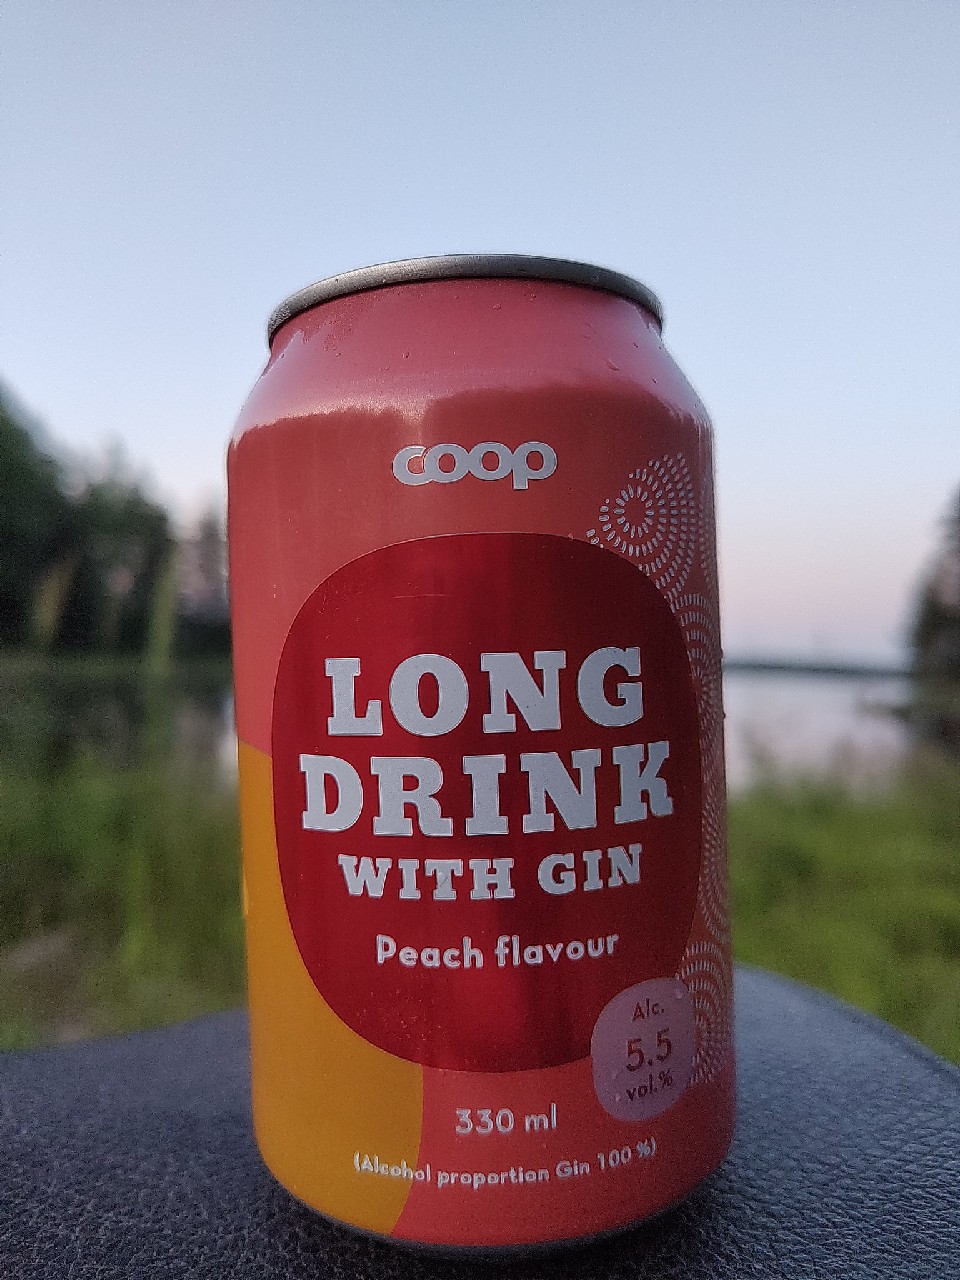 coop
LONG
DRINK
WITH GIN
Peach flavour
Alc.
5.5
vol.%
330 ml
(Alcohol proportion Gin 100 %)